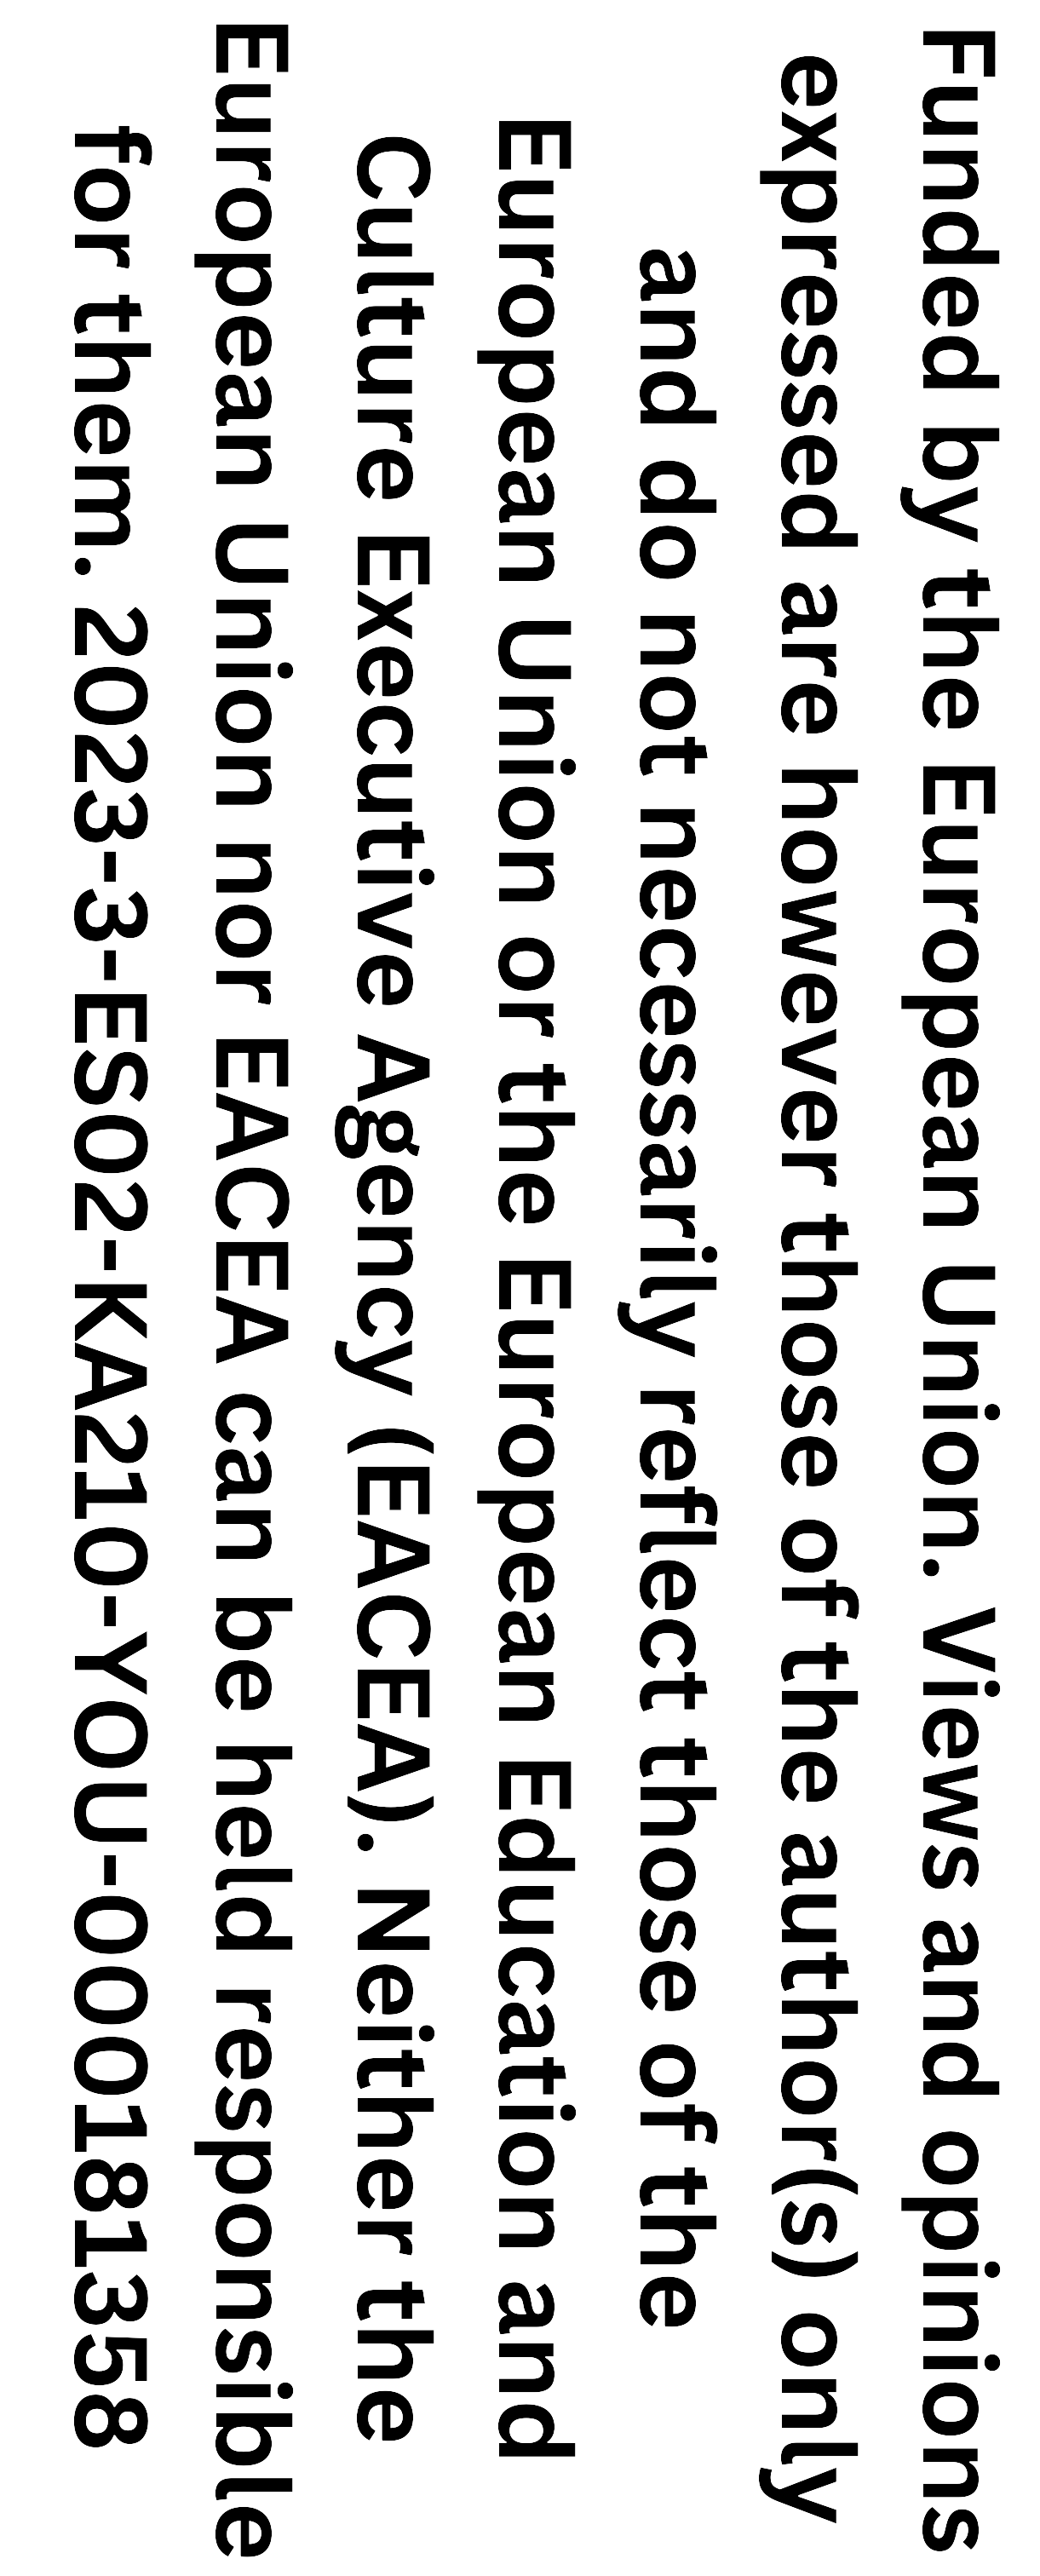 Funded by the European Union. Views and opinions
expressed are however those of the author(s) only
and do not necessarily reflect those of the
European Union or the European Education and
Culture Executive Agency (EACEA). Neither the
European Union nor EACEA can be held responsible
for them. 2023-3-ES02-KA210-YOU-000181358